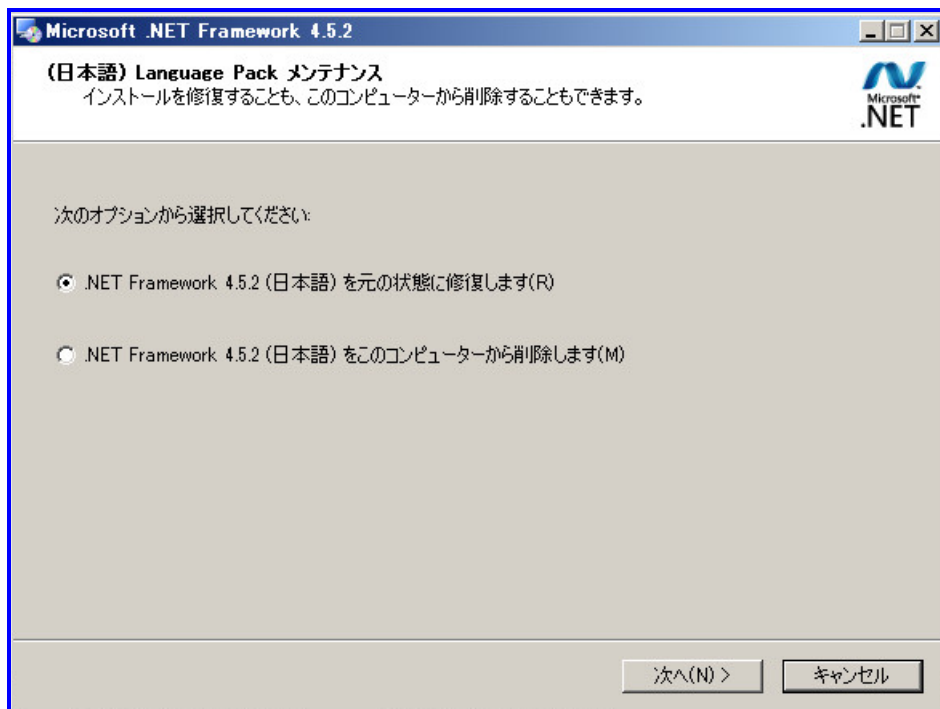 Microsoft .NET Framework 4.5.2
(日本語) Language Pack メンテナンス
インストールを修復することも、このコンピューターから削除することもできます。
Microsoft
.NET
次のオプションから選択してください:
.NET Framework 4.5.2 (日本語) を元の状態に修復します(R)
.NET Framework 4.5.2 (日本語) をこのコンピューターから削除します(M)
次へ(N) >
キャンセル